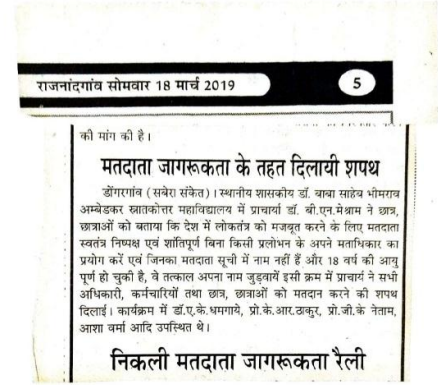 राजनांदगांव सोमवार 18 मार्च 2019
5
की मांग की है।
मतदाता जागरूकता के तहत दिलायी शपथ
डोंगरगांव (सबेरा संकेत)। स्थानीय शासकीय डॉ. बाबा साहेब भीमराव
अम्बेडकर स्नातकोत्तर महाविद्यालय में प्राचार्या डॉ. बी.एन.मेश्राम ने छात्र,
छात्राओं को बताया कि देश में लोकतंत्र को मजबूत करने के लिए मतदाता
स्वतंत्र निष्पक्ष एवं शांतिपूर्ण बिना किसी प्रलोभन के अपने मताधिकार का
प्रयोग करें एवं जिनका मतदाता सूची में नाम नहीं हैं और 18 वर्ष की आयु
पूर्ण हो चुकी है, वे तत्काल अपना नाम जुड़वायें इसी क्रम में प्राचार्य ने सभी
अधिकारी, कर्मचारियों तथा छात्र, छात्राओं को मतदान करने की शपथ
दिलाई। कार्यक्रम में डॉ.ए.के.धमगाये, प्रो.के.आर.ठाकुर, प्रो.जी.के नेताम,
आशा वर्मा आदि उपस्थित थे।
निकली मतदाता जागरूकता रैली